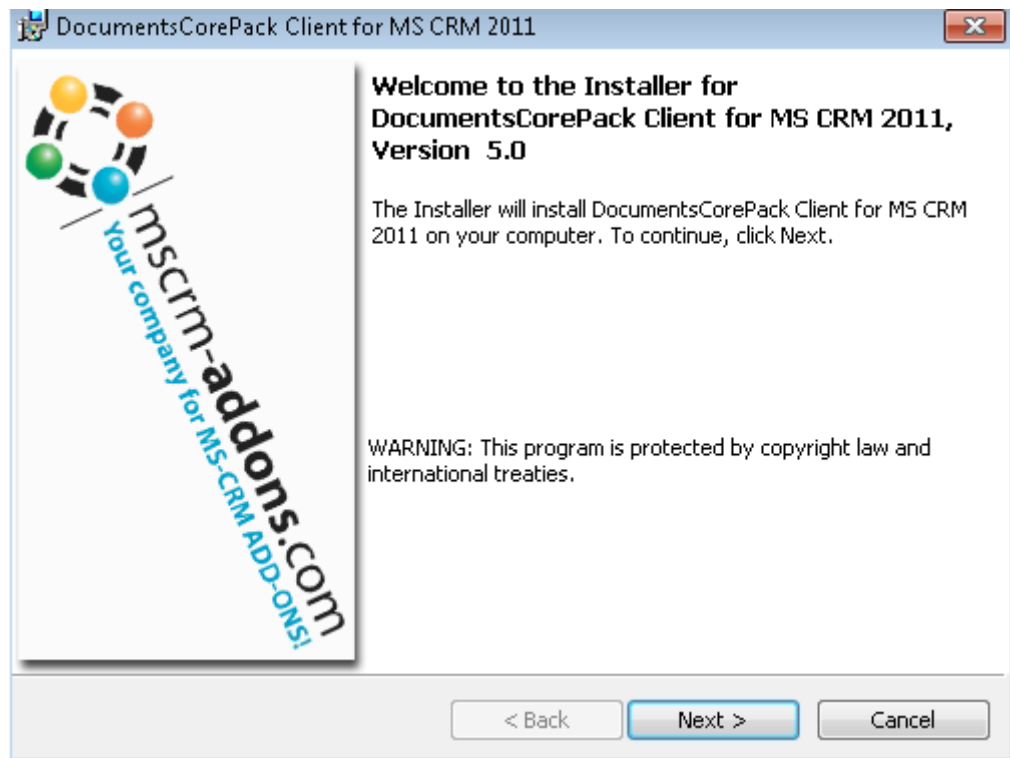 DocumentsCorePack Client for MS CRM 2011
Welcome to the Installer for
DocumentsCorePack Client for MS CRM 2011,
Version 5.0
The Installer will install DocumentsCorePack Client for MS CRM
2011 on your computer. To continue, click Next.
mscrm-addons.com
Your company for MS-CRM ADD-ONS!
WARNING: This program is protected by copyright law and
international treaties.
< Back
Next >
Cancel